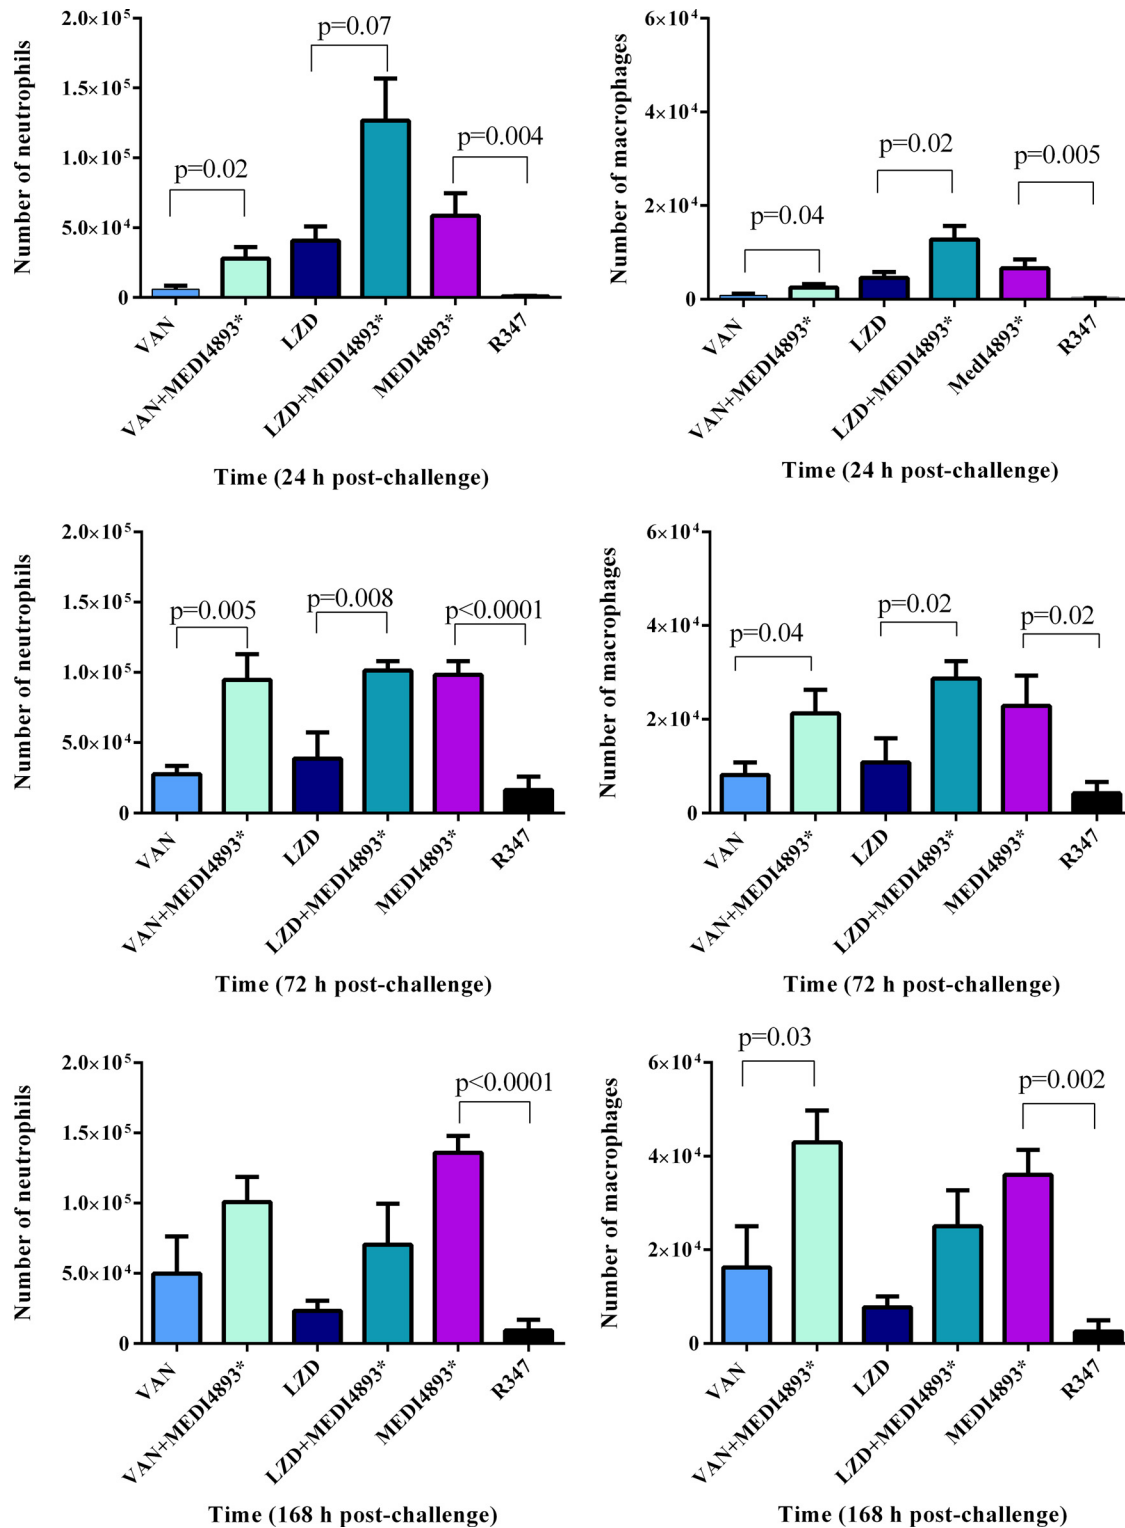 Number of neutrophils
2.0×10⁵
1.5×10⁵
1.0×10⁵
5.0×10⁴
0
p=0.02
p=0.07
p=0.004
VAN
VAN+MEDI4893*
LZD
LZD+MEDI4893*
MEDI4893*
R347
Time (24 h post-challenge)
Number of macrophages
6×10⁴
4×10⁴
2×10⁴
0
p=0.04
p=0.02
p=0.005
VAN
VAN+MEDI4893*
LZD
LZD+MEDI4893*
MedI4893*
R347
Time (24 h post-challenge)
Number of neutrophils
2.0×10⁵
1.5×10⁵
1.0×10⁵
5.0×10⁴
0
p=0.005
p=0.008
p<0.0001
VAN
VAN+MEDI4893*
LZD
LZD+MEDI4893*
MEDI4893*
R347
Time (72 h post-challenge)
Number of macrophages
6×10⁴
4×10⁴
2×10⁴
0
p=0.04
p=0.02
p=0.02
VAN
VAN+MEDI4893*
LZD
LZD+MEDI4893*
MEDI4893*
R347
Time (72 h post-challenge)
Number of neutrophils
2.0×10⁵
1.5×10⁵
1.0×10⁵
5.0×10⁴
0
p<0.0001
VAN
VAN+MEDI4893*
LZD
LZD+MEDI4893*
MEDI4893*
R347
Time (168 h post-challenge)
Number of macrophages
6×10⁴
4×10⁴
2×10⁴
0
p=0.03
p=0.002
VAN
VAN+MEDI4893*
LZD
LZD+MEDI4893*
MEDI4893*
R347
Time (168 h post-challenge)